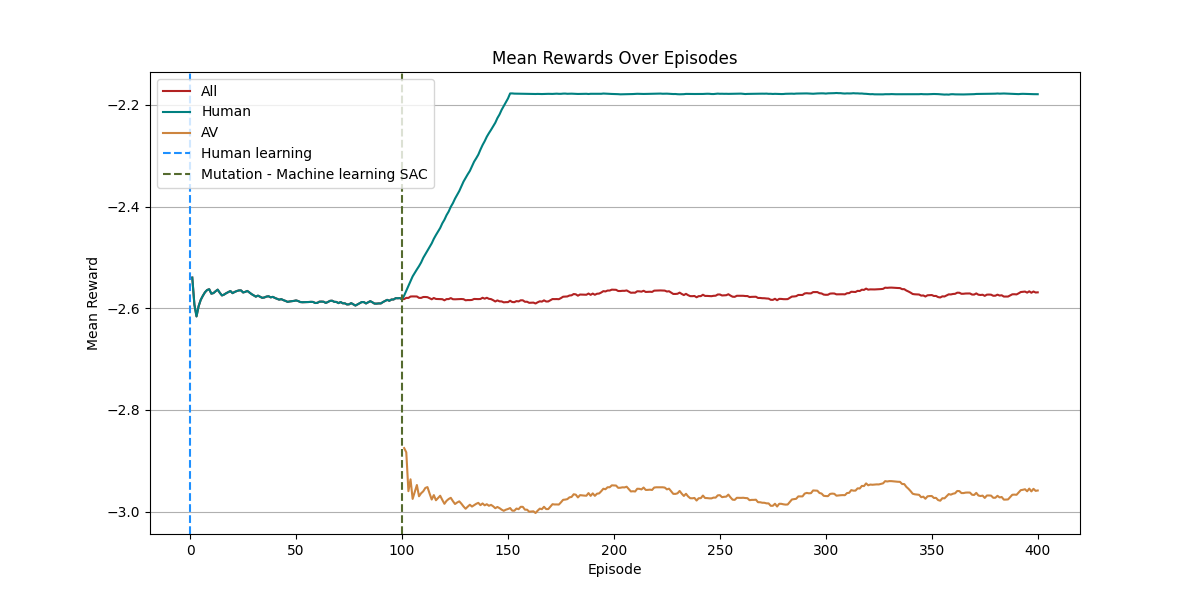 Mean Rewards Over Episodes
All
Human
AV
Human learning
Mutation - Machine learning SAC
Mean Reward
−2.2
−2.4
−2.6
−2.8
−3.0
0
50
100
150
200
250
300
350
400
Episode